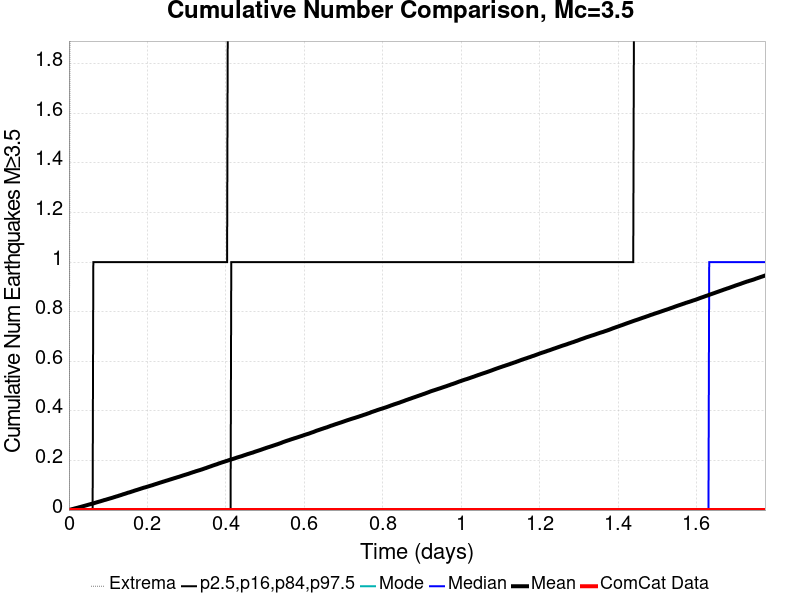 Cumulative Number Comparison, Mc=3.5
Cumulative Num Earthquakes M≥3.5
1.8
1.6
1.4
1.2
1
0.8
0.6
0.4
0.2
0
0 0.2 0.4 0.6 0.8 1 1.2 1.4 1.6
Time (days)
Extrema p2.5,p16,p84,p97.5 Mode Median Mean ComCat Data